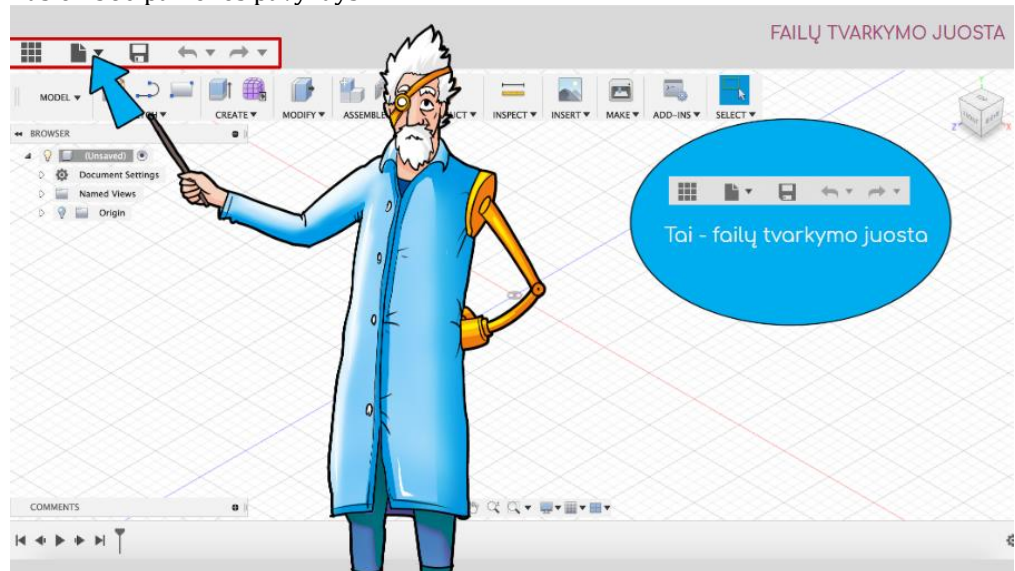 FAILŲ TVARKYMO JUOSTA
MODEL
CREATE
MODIFY
INSPECT
INSERT
MAKE
ADD-INS
SELECT
BROWSER
(Unsaved)
Document Settings
Named Views
Origin
Tai - failų tvarkymo juosta
COMMENTS